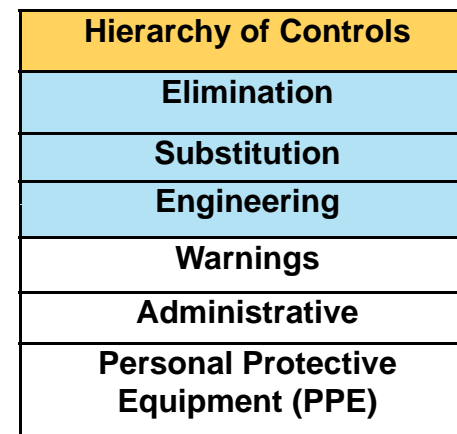 Hierarchy of Controls
Elimination
Substitution
Engineering
Warnings
Administrative
Personal Protective
Equipment (PPE)